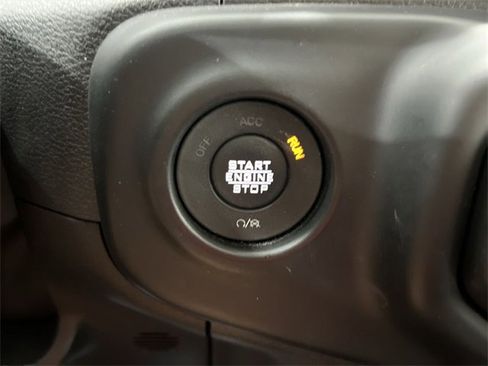 ACC
OFF
RUN
START
ENGINE
STOP